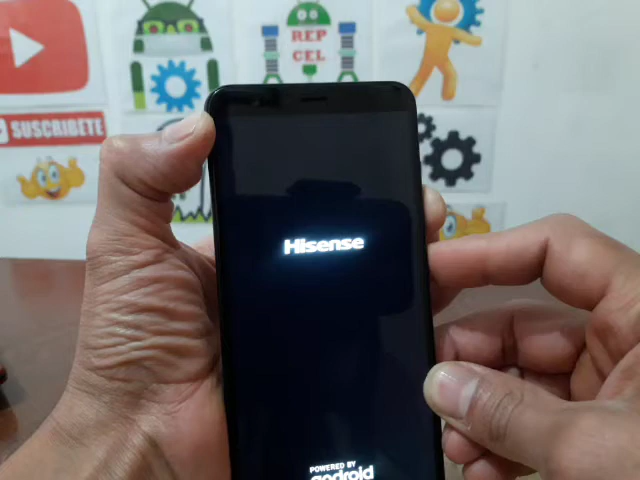 REP
CEL
SUSCRIBETE
Hisense
POWERED BY
android